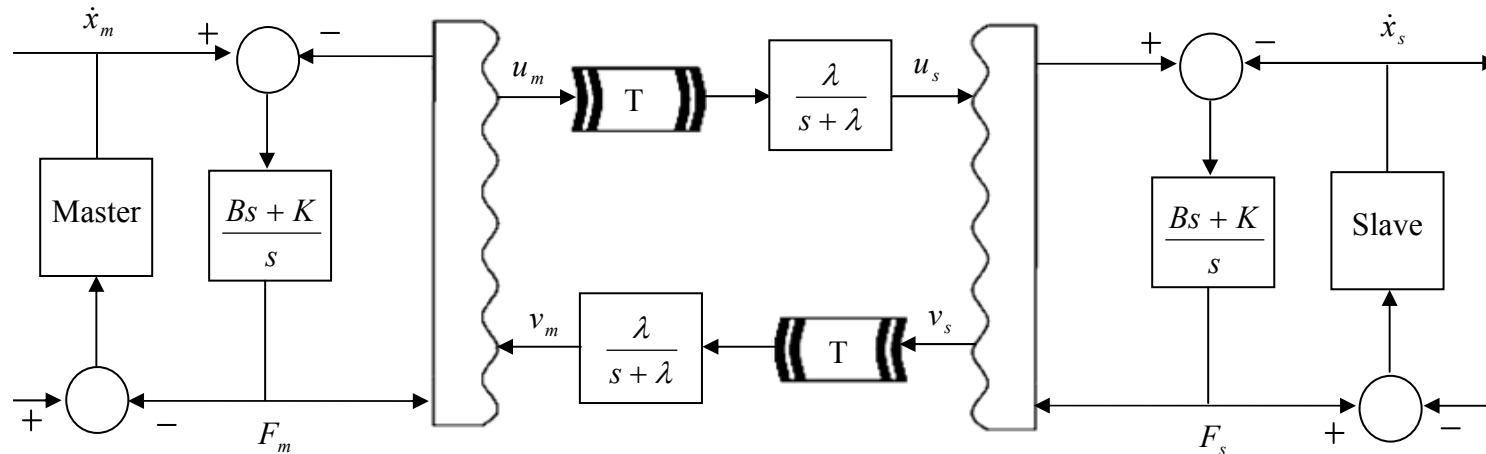 ẋ_m
+
−
−
+
ẋ_s
u_m
T
λ
s + λ
u_s
Master
Bs + K
s
Bs + K
s
Slave
v_m
λ
s + λ
T
v_s
+
−
F_m
F_s
+
−